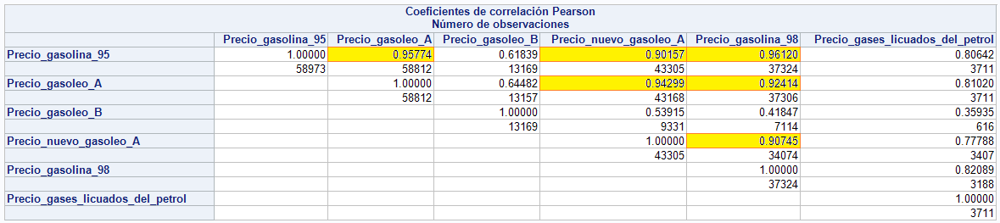 Coeficientes de correlación Pearson
Número de observaciones
Precio_gasolina_95 Precio_gasoleo_A Precio_gasoleo_B Precio_nuevo_gasoleo_A Precio_gasolina_98 Precio_gases_licuados_del_petrol
Precio_gasolina_95 1.00000 0.95774 0.61839 0.90157 0.96120 0.80642
58973 58812 13169 43305 37324 3711
Precio_gasoleo_A 1.00000 0.64482 0.94299 0.92414 0.81020
58812 13157 43168 37306 3711
Precio_gasoleo_B 1.00000 0.53915 0.41847 0.35935
13169 9331 7114 616
Precio_nuevo_gasoleo_A 1.00000 0.90745 0.77788
43305 34074 3407
Precio_gasolina_98 1.00000 0.82089
37324 3188
Precio_gases_licuados_del_petrol 1.00000
3711